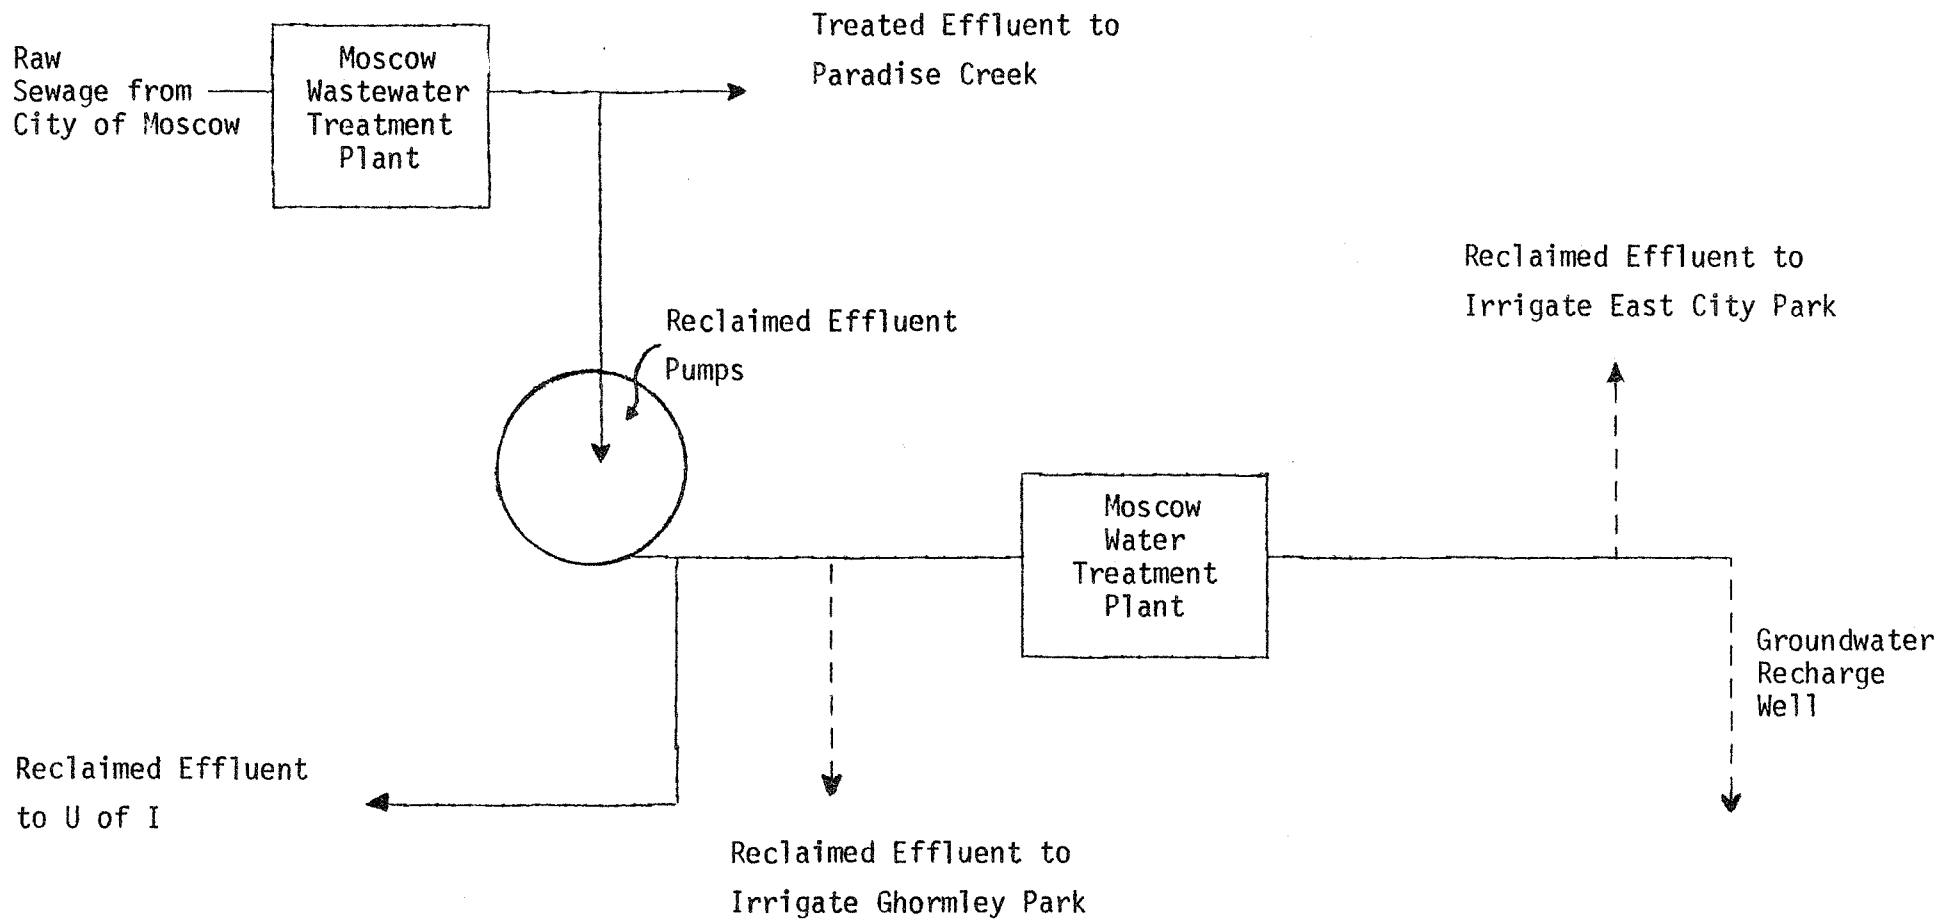 Raw
Sewage from
City of Moscow
Moscow
Wastewater
Treatment
Plant
Treated Effluent to
Paradise Creek
Reclaimed Effluent
Pumps
Reclaimed Effluent to
Irrigate East City Park
Moscow
Water
Treatment
Plant
Groundwater
Recharge
Well
Reclaimed Effluent
to U of I
Reclaimed Effluent to
Irrigate Ghormley Park